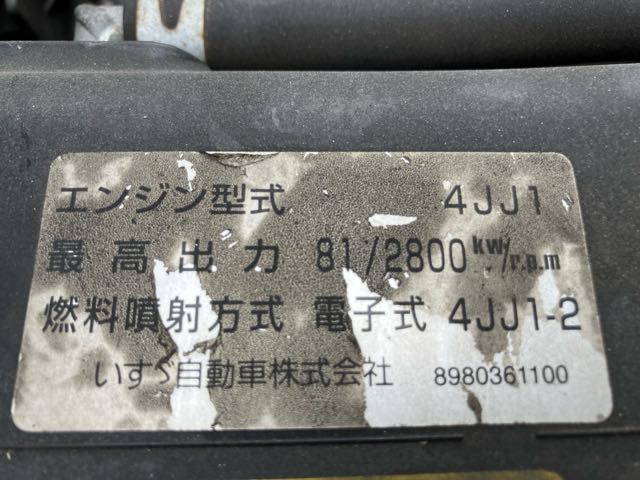 エンジン型式 4JJ1
最高出力 81/2800 kw/r.p.m
燃料噴射方式 電子式 4JJ1-2
いすゞ自動車株式会社 8980361100